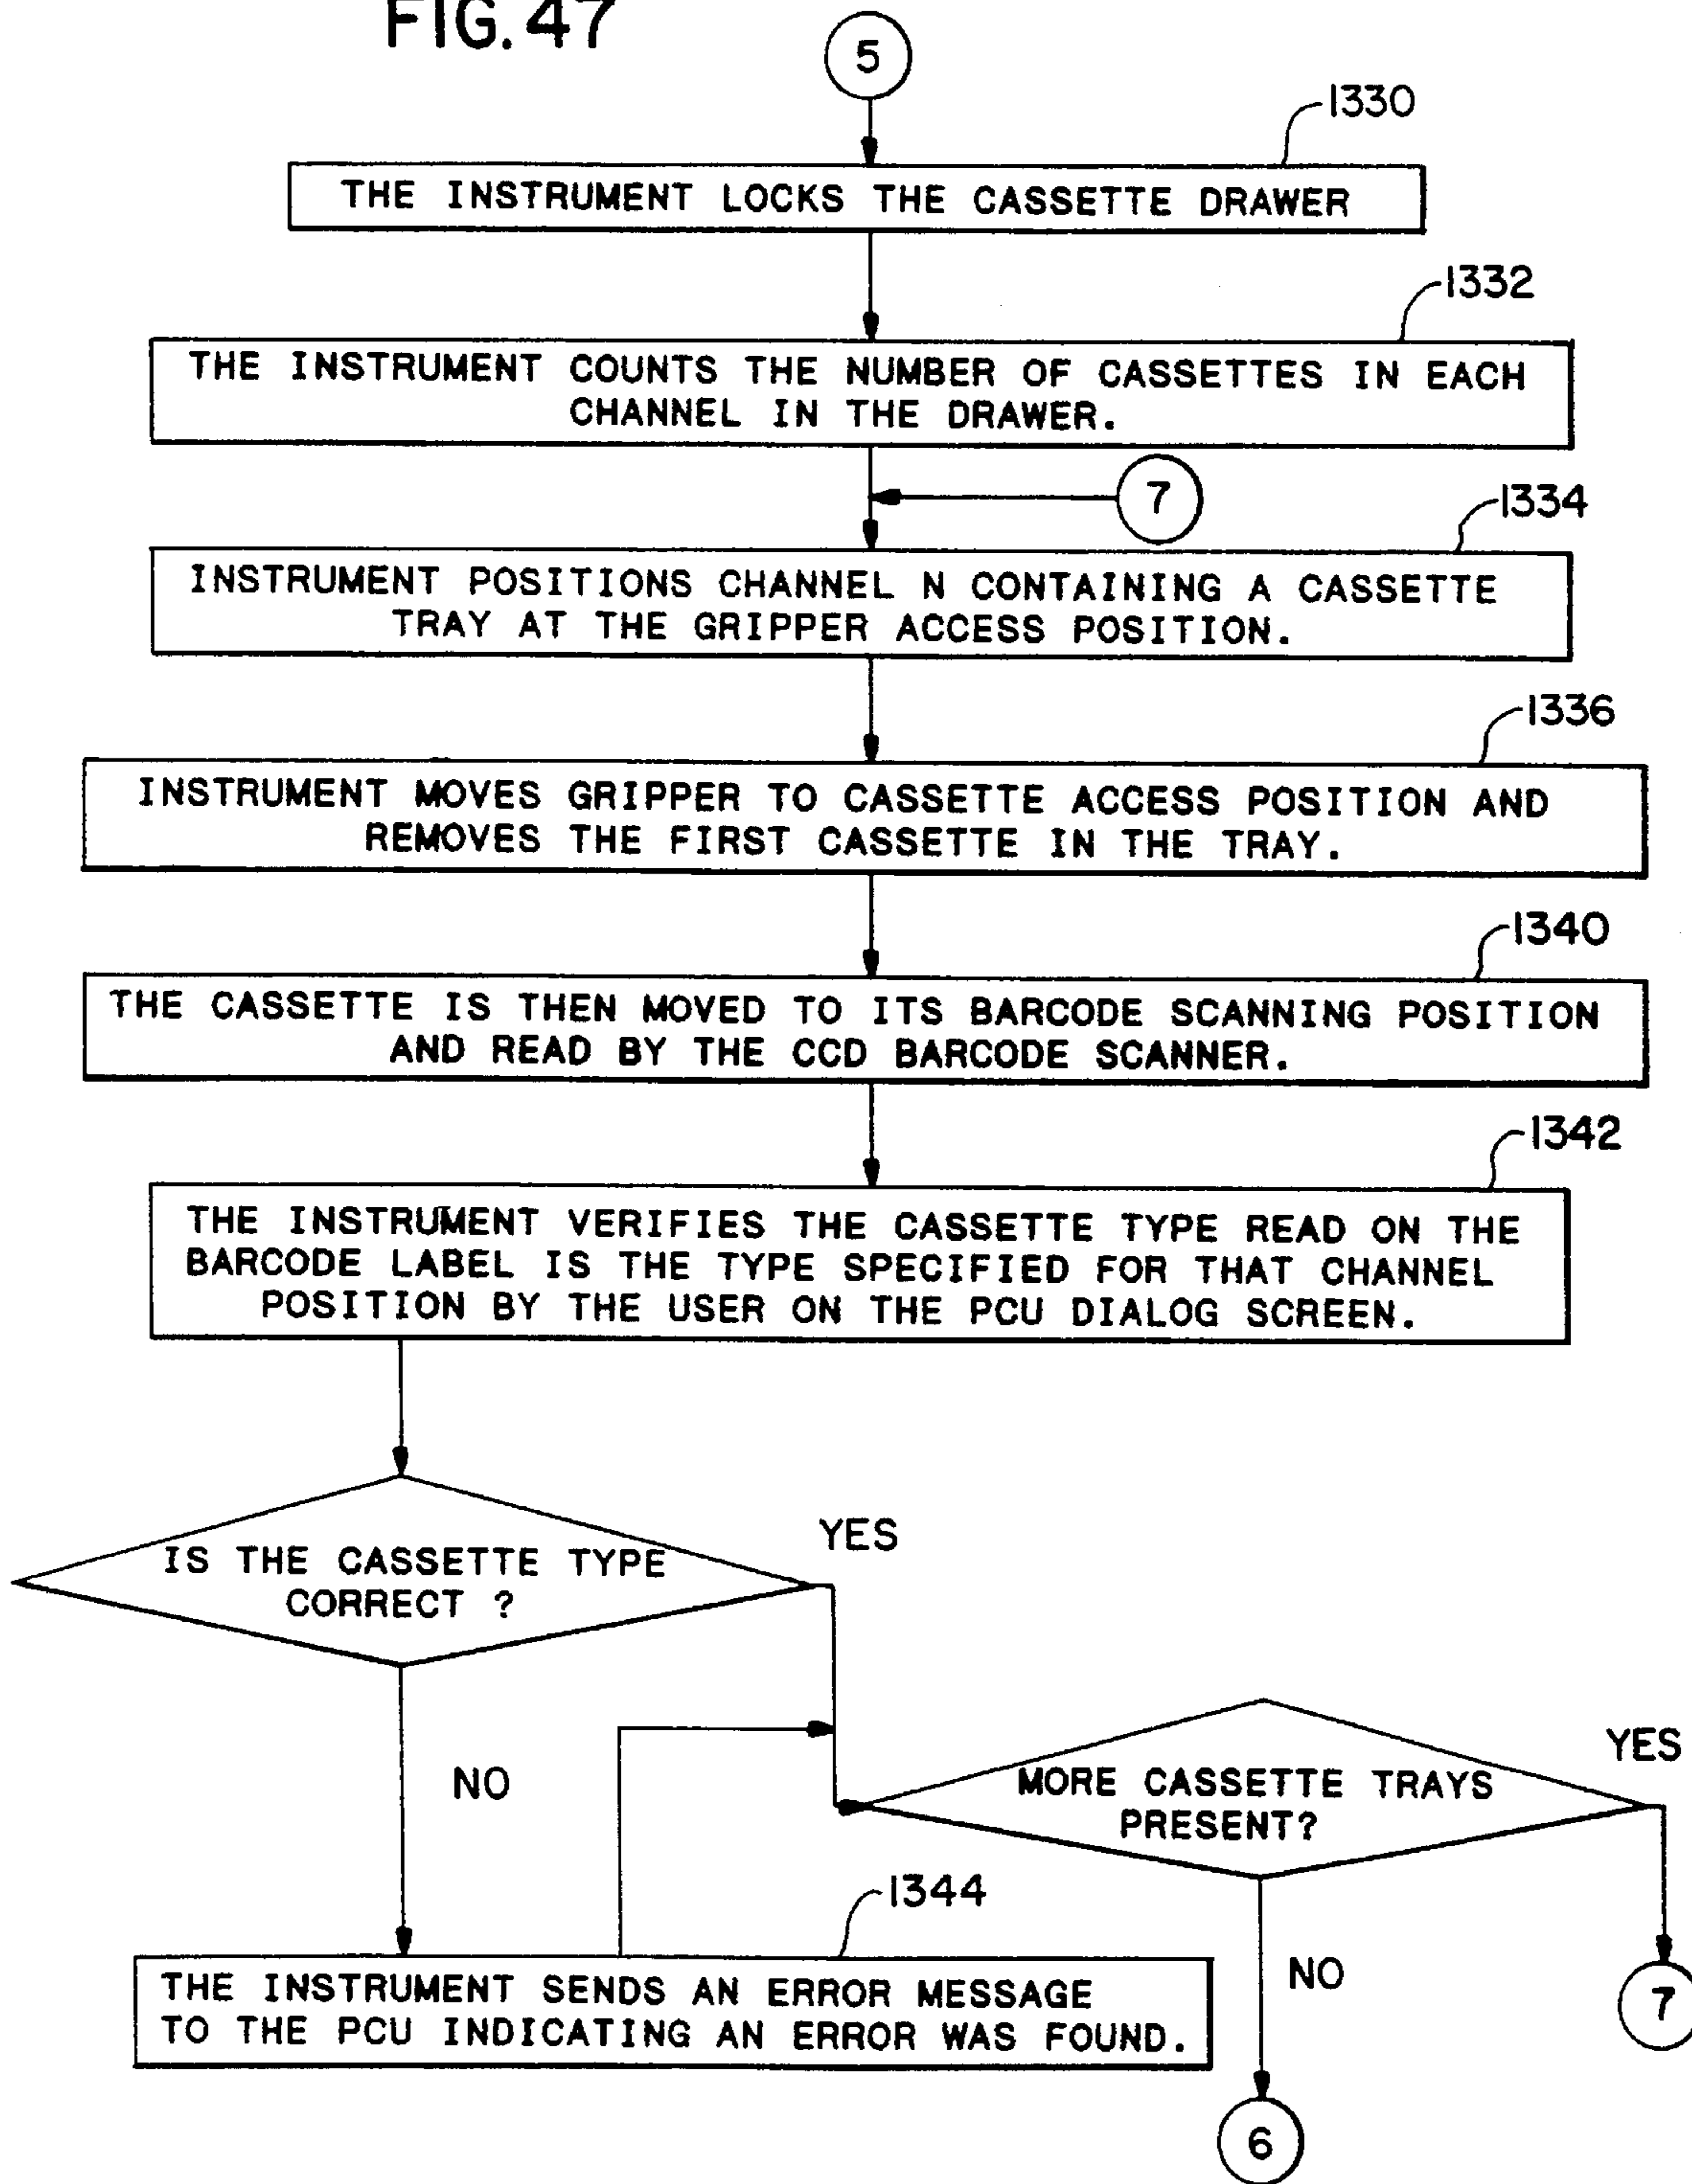 FIG. 47
5
1330
THE INSTRUMENT LOCKS THE CASSETTE DRAWER
1332
THE INSTRUMENT COUNTS THE NUMBER OF CASSETTES IN EACH
CHANNEL IN THE DRAWER.
7
1334
INSTRUMENT POSITIONS CHANNEL N CONTAINING A CASSETTE
TRAY AT THE GRIPPER ACCESS POSITION.
1336
INSTRUMENT MOVES GRIPPER TO CASSETTE ACCESS POSITION AND
REMOVES THE FIRST CASSETTE IN THE TRAY.
1340
THE CASSETTE IS THEN MOVED TO ITS BARCODE SCANNING POSITION
AND READ BY THE CCD BARCODE SCANNER.
1342
THE INSTRUMENT VERIFIES THE CASSETTE TYPE READ ON THE
BARCODE LABEL IS THE TYPE SPECIFIED FOR THAT CHANNEL
POSITION BY THE USER ON THE PCU DIALOG SCREEN.
YES
IS THE CASSETTE TYPE
CORRECT ?
NO
YES
MORE CASSETTE TRAYS
PRESENT?
1344
THE INSTRUMENT SENDS AN ERROR MESSAGE
TO THE PCU INDICATING AN ERROR WAS FOUND.
NO
7
6